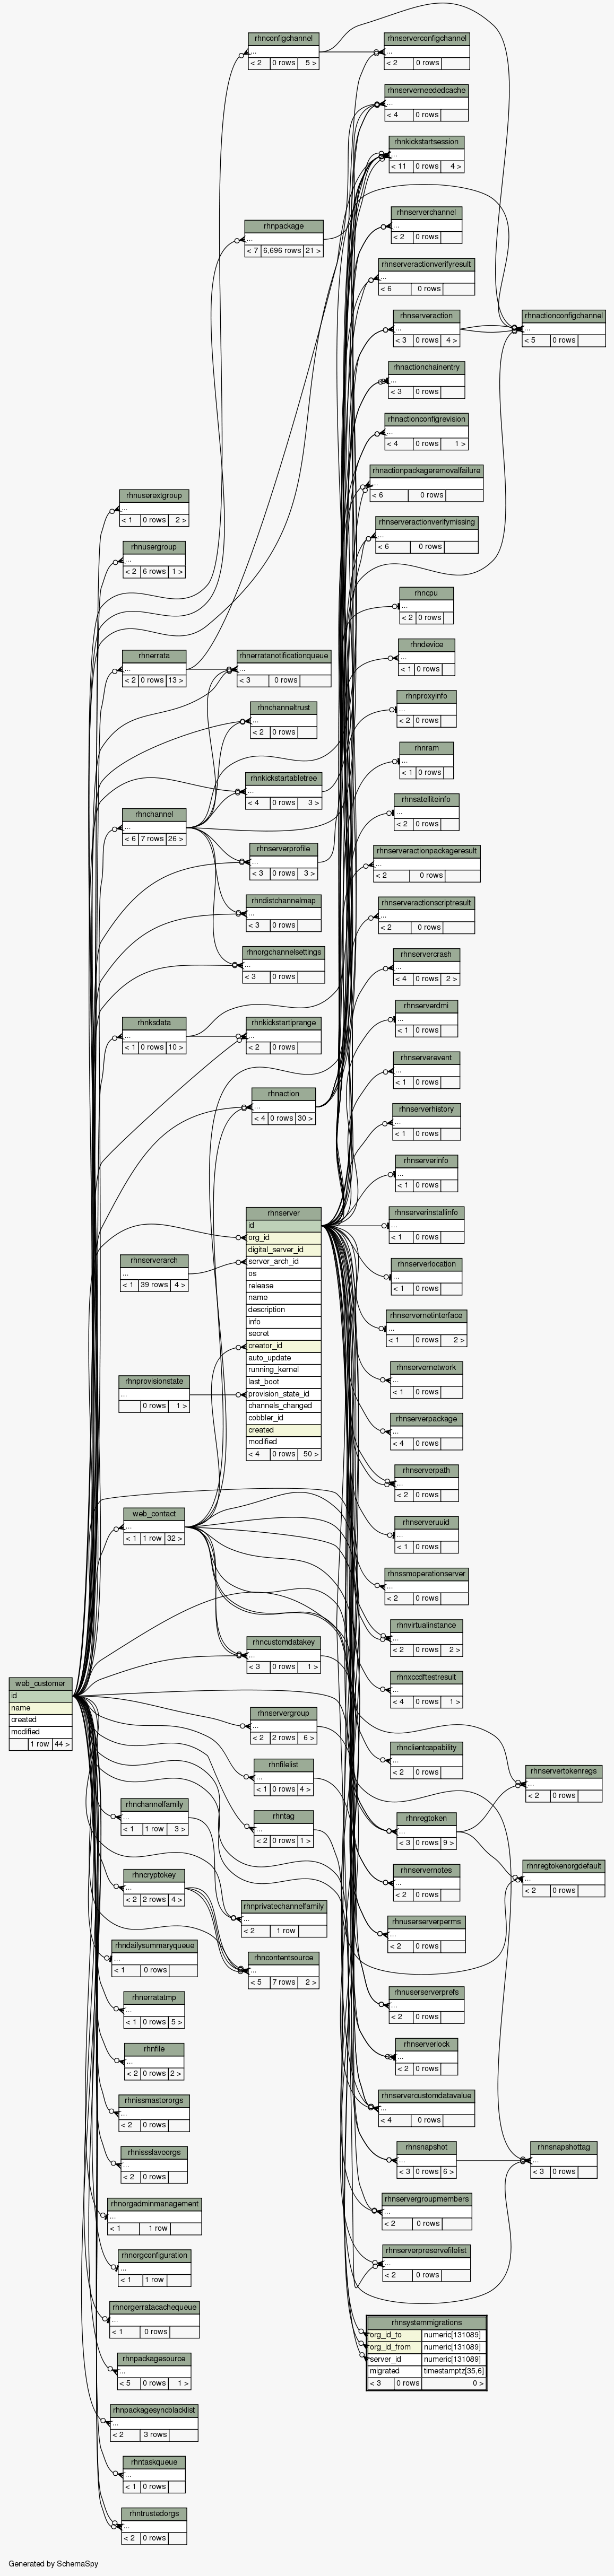 rhnconfigchannel
...
< 2 0 rows 5 >
rhnserverconfigchannel
...
< 2 0 rows
rhnserverneededcache
...
< 4 0 rows
rhnkickstartsession
...
< 11 0 rows 4 >
rhnserverchannel
...
< 2 0 rows
rhnpackage
...
< 7 6,696 rows 21 >
rhnserveractionverifyresult
...
< 6 0 rows
rhnserveraction
...
< 3 0 rows 4 >
rhnactionconfigchannel
...
< 5 0 rows
rhnactionchainentry
...
< 3 0 rows
rhnactionconfigrevision
...
< 4 0 rows 1 >
rhnactionpackageremovalfailure
...
< 6 0 rows
rhnuserextgroup
...
< 1 0 rows 2 >
rhnserveractionverifymissing
...
< 6 0 rows
rhnusergroup
...
< 2 6 rows 1 >
rhncpu
...
< 2 0 rows
rhnerrata
...
< 2 0 rows 13 >
rhnerratanotificationqueue
...
< 3 0 rows
rhndevice
...
< 1 0 rows
rhnchanneltrust
...
< 2 0 rows
rhnproxyinfo
...
< 2 0 rows
rhnram
...
< 1 0 rows
rhnkickstartabletree
...
< 4 0 rows 3 >
rhnsatelliteinfo
...
< 2 0 rows
rhnchannel
...
< 6 7 rows 26 >
rhnserverprofile
...
< 3 0 rows 3 >
rhnserveractionpackageresult
...
< 2 0 rows
rhndistchannelmap
...
< 3 0 rows
rhnserveractionscriptresult
...
< 2 0 rows
rhnorgchannelsettings
...
< 3 0 rows
rhnservercrash
...
< 4 0 rows 2 >
rhnksdata
...
< 1 0 rows 10 >
rhnkickstartiprange
...
< 2 0 rows
rhnserverdmi
...
< 1 0 rows
rhnserverevent
...
< 1 0 rows
rhnaction
...
< 4 0 rows 30 >
rhnserverhistory
...
< 1 0 rows
rhnserverinfo
...
< 1 0 rows
rhnserver
id
org_id
digital_server_id
server_arch_id
os
release
name
description
info
secret
creator_id
auto_update
running_kernel
last_boot
provision_state_id
channels_changed
cobbler_id
created
modified
< 4 0 rows 50 >
rhnserverinstallinfo
...
< 1 0 rows
rhnserverarch
...
< 1 39 rows 4 >
rhnserverlocation
...
< 1 0 rows
rhnservernetinterface
...
< 1 0 rows 2 >
rhnprovisionstate
...
0 rows 1 >
rhnservernetwork
...
< 1 0 rows
rhnserverpackage
...
< 4 0 rows
rhnserverpath
...
< 2 0 rows
web_contact
...
< 1 1 row 32 >
rhnserveruuid
...
< 1 0 rows
rhnssmoperationserver
...
< 2 0 rows
rhnvirtualinstance
...
< 2 0 rows 2 >
rhncustomdatakey
...
< 3 0 rows 1 >
rhnxccdftestresult
...
< 4 0 rows 1 >
web_customer
id
name
created
modified
1 row 44 >
rhnservergroup
...
< 2 2 rows 6 >
rhnclientcapability
...
< 2 0 rows
rhnfilelist
...
< 1 0 rows 4 >
rhnservertokenregs
...
< 2 0 rows
rhnchannelfamily
...
< 1 1 row 3 >
rhntag
...
< 2 0 rows 1 >
rhnregtoken
...
< 3 0 rows 9 >
rhncryptokey
...
< 2 2 rows 4 >
rhnservernotes
...
< 2 0 rows
rhnregtokenorgdefault
...
< 2 0 rows
rhnprivatechannelfamily
...
< 2 1 row
rhnuserserverperms
...
< 2 0 rows
rhndailysummaryqueue
...
< 1 0 rows
rhncontentsource
...
< 5 7 rows 2 >
rhnerratatmp
...
< 1 0 rows 5 >
rhnuserserverprefs
...
< 2 0 rows
rhnfile
...
< 2 0 rows 2 >
rhnserverlock
...
< 2 0 rows
rhnissmasterorgs
...
< 2 0 rows
rhnservercustomdatavalue
...
< 4 0 rows
rhnissslaveorgs
...
< 2 0 rows
rhnsnapshot
...
< 3 0 rows 6 >
rhnsnapshottag
...
< 3 0 rows
rhnorgadminmanagement
...
< 1 1 row
rhnservergroupmembers
...
< 2 0 rows
rhnorgconfiguration
...
< 1 1 row
rhnserverpreservefilelist
...
< 2 0 rows
rhnorgerratacachequeue
...
< 1 0 rows
rhnsystemmigrations
org_id_to numeric[131089]
org_id_from numeric[131089]
server_id numeric[131089]
migrated timestamptz[35,6]
< 3 0 rows 0 >
rhnpackagesource
...
< 5 0 rows 1 >
rhnpackagesyncblacklist
...
< 2 3 rows
rhntaskqueue
...
< 1 0 rows
rhntrustedorgs
...
< 2 0 rows
Generated by SchemaSpy